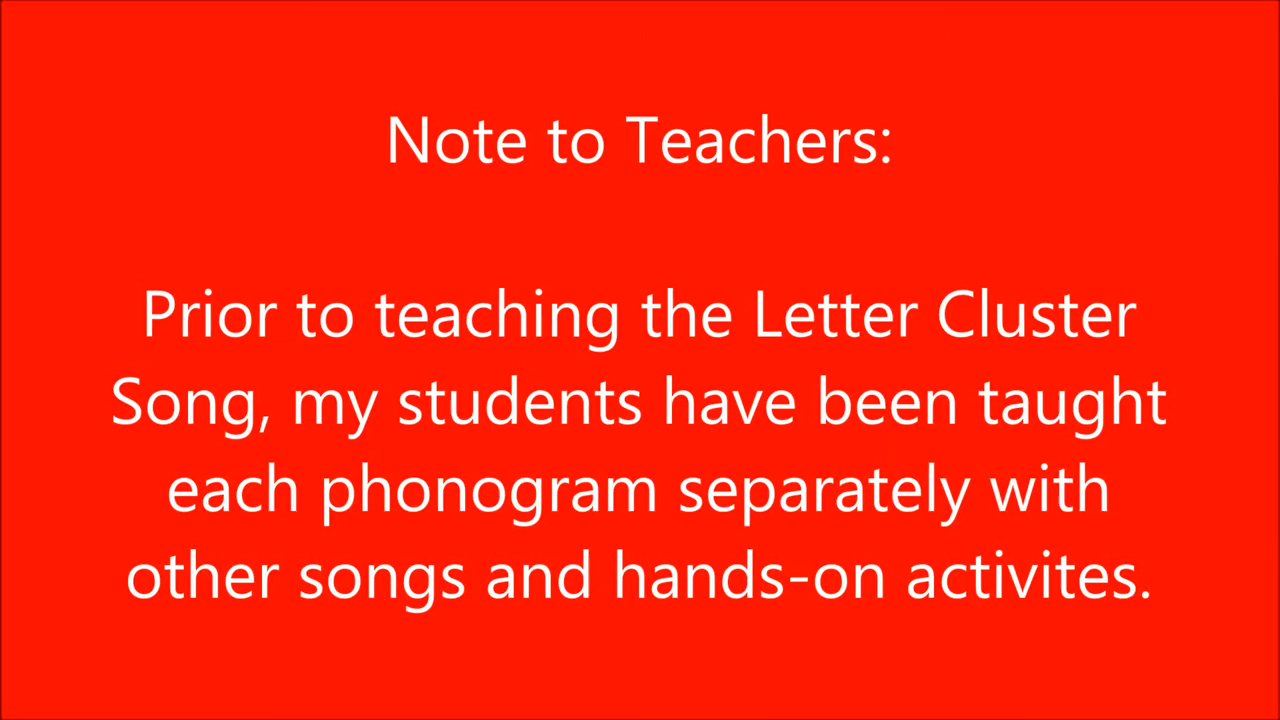 Note to Teachers:
Prior to teaching the Letter Cluster
Song, my students have been taught
each phonogram separately with
other songs and hands-on activites.